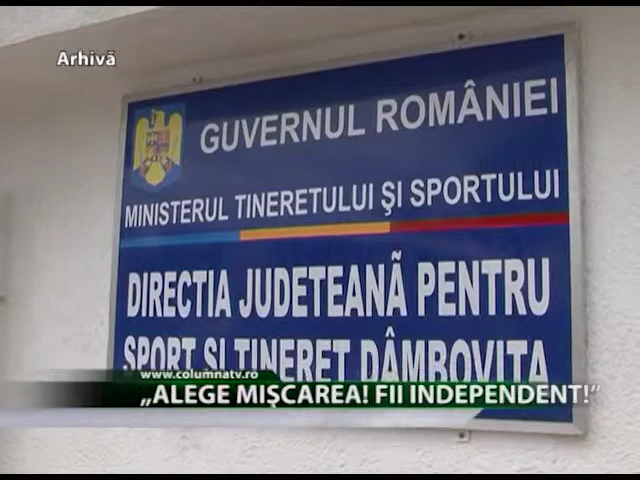 Arhivă
GUVERNUL ROMÂNIEI
MINISTERUL TINERETULUI ŞI SPORTULUI
DIRECTIA JUDETEANÃ PENTRU
SPORT SI TINERET DÂMBOVITA
www.columnatv.ro
„ALEGE MIŞCAREA! FII INDEPENDENT!”